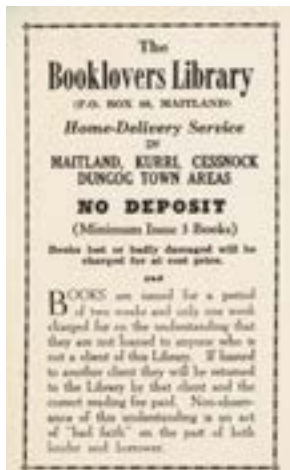 The
Booklovers Library
(P.O. BOX 38, MAITLAND)
Home-Delivery Service
IN
MAITLAND, KURRI, CESSNOCK
DUNGOG TOWN AREAS
NO DEPOSIT
(Minimum Issue 3 Books)
Books lost or badly damaged will be
charged for at cost price.
BOOKS are issued for a period
of two weeks and only one week
charged for on the understanding that
they are not loaned to anyone who is
not a client of this Library. If loaned
to another client they will be returned
to the Library by that client and the
correct reading fee paid. Non-observ-
ance of this understanding is an act
of "bad faith" on the part of both
lender and borrower.